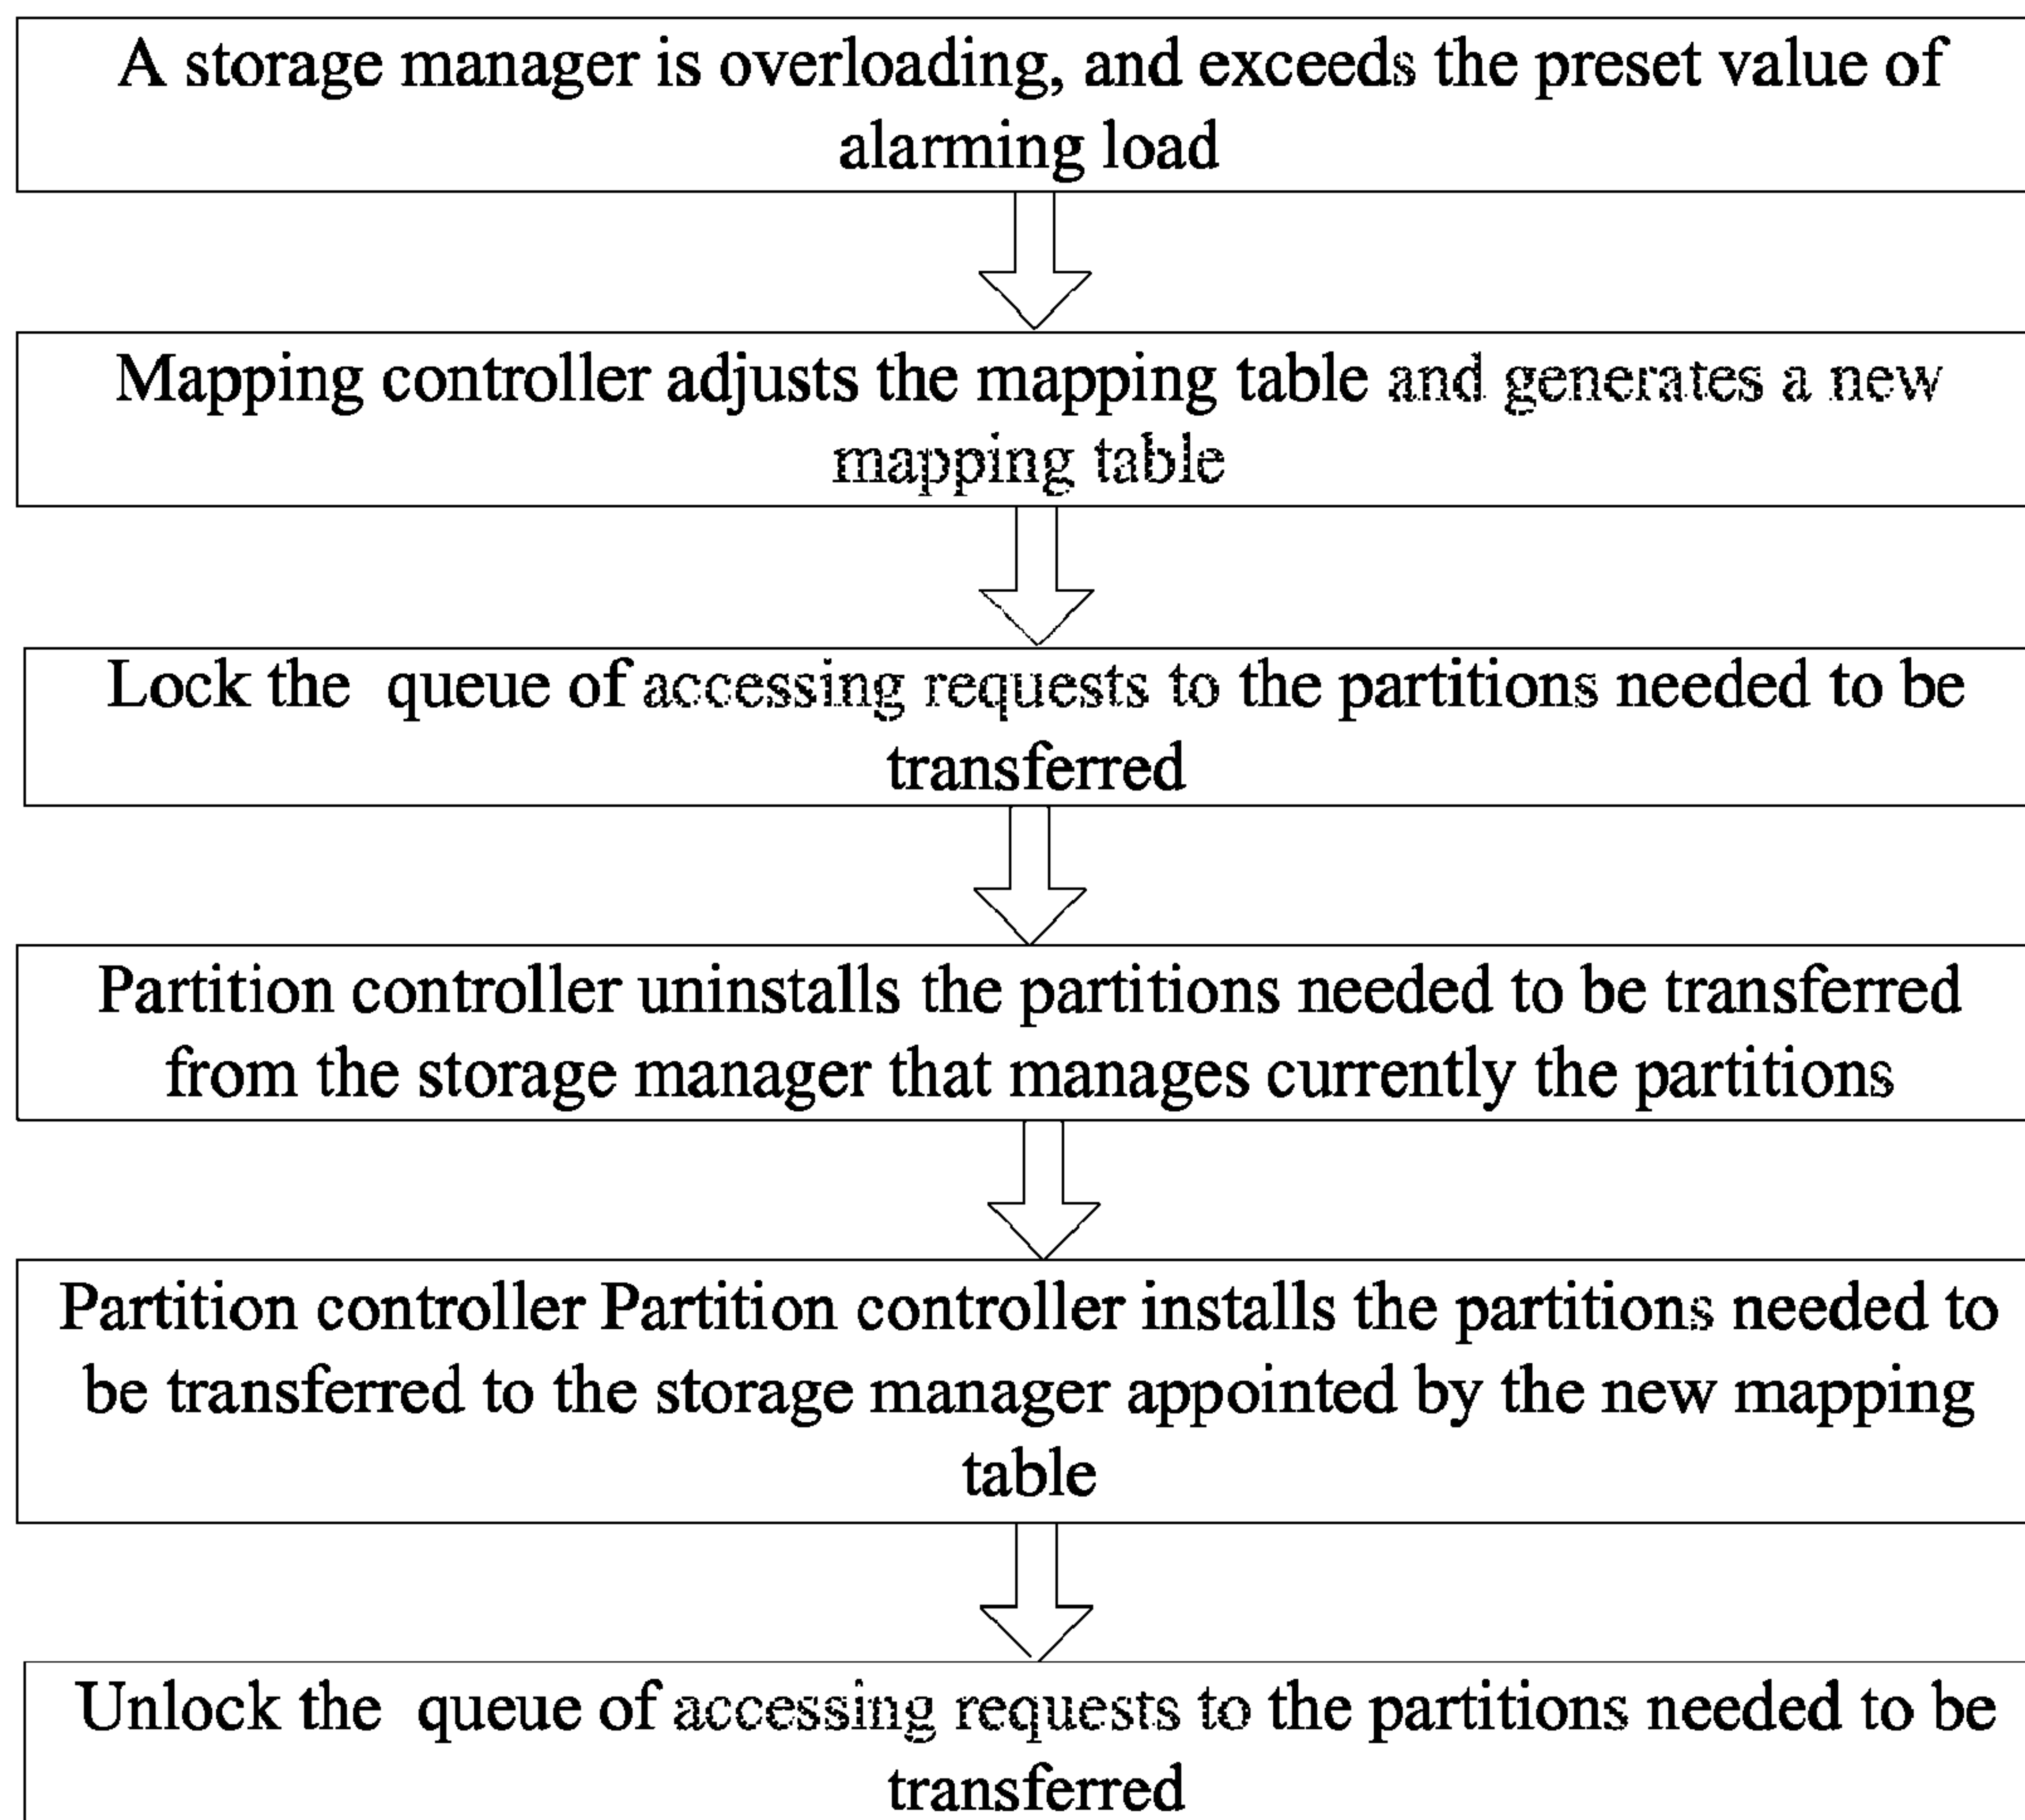 A storage manager is overloading, and exceeds the preset value of
alarming load
Mapping controller adjusts the mapping table and generates a new
mapping table
Lock the queue of accessing requests to the partitions needed to be
transferred
Partition controller uninstalls the partitions needed to be transferred
from the storage manager that manages currently the partitions
Partition controller Partition controller installs the partitions needed to
be transferred to the storage manager appointed by the new mapping
table
Unlock the queue of accessing requests to the partitions needed to be
transferred